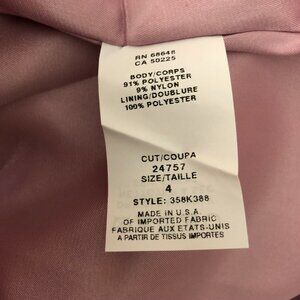 RN 68648
CA 50225
BODY/CORPS
91% POLYESTER
9% NYLON
LINING/DOUBLURE
100% POLYESTER
CUT/COUPA
24757
SIZE/TAILLE
4
STYLE: 358K388
MADE IN U.S.A.
OF IMPORTED FABRIC
FABRIQUE AUX ETATS-UNIS
A PARTIR DE TISSUS IMPORTES